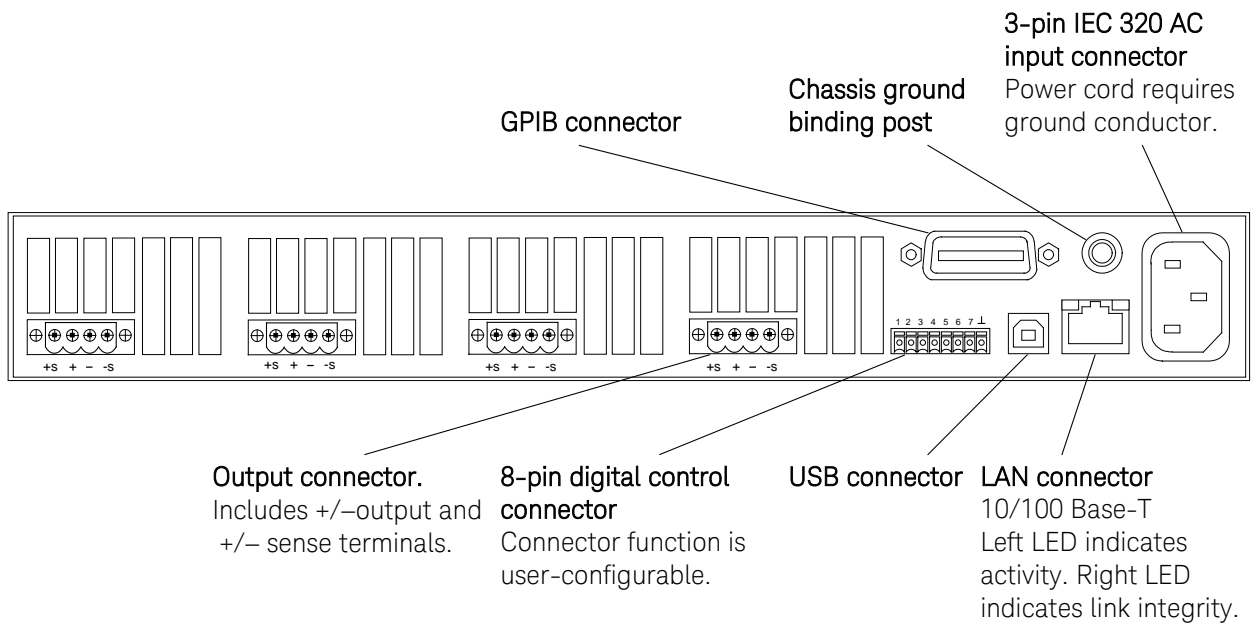 3-pin IEC 320 AC
input connector
Power cord requires
ground conductor.
Chassis ground
binding post
GPIB connector
1 2 3 4 5 6 7 ⊥
+s + – -s
+s + – -s
+s + – -s
+s + – -s
Output connector.
Includes +/–output and
+/– sense terminals.
8-pin digital control
connector
Connector function is
user-configurable.
USB connector
LAN connector
10/100 Base-T
Left LED indicates
activity. Right LED
indicates link integrity.